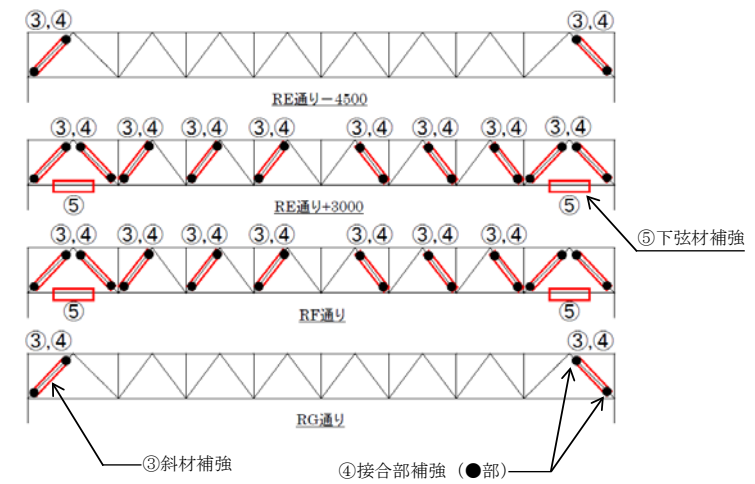 ③,④ ③,④
RE通り−4500
③,④ ③,④ ③,④ ③,④ ③,④ ③,④ ③,④ ③,④
⑤ ⑤
RE通り+3000
⑤下弦材補強
③,④ ③,④ ③,④ ③,④ ③,④ ③,④ ③,④ ③,④
⑤ ⑤
RF通り
③,④ ③,④
RG通り
③斜材補強
④接合部補強（●部）